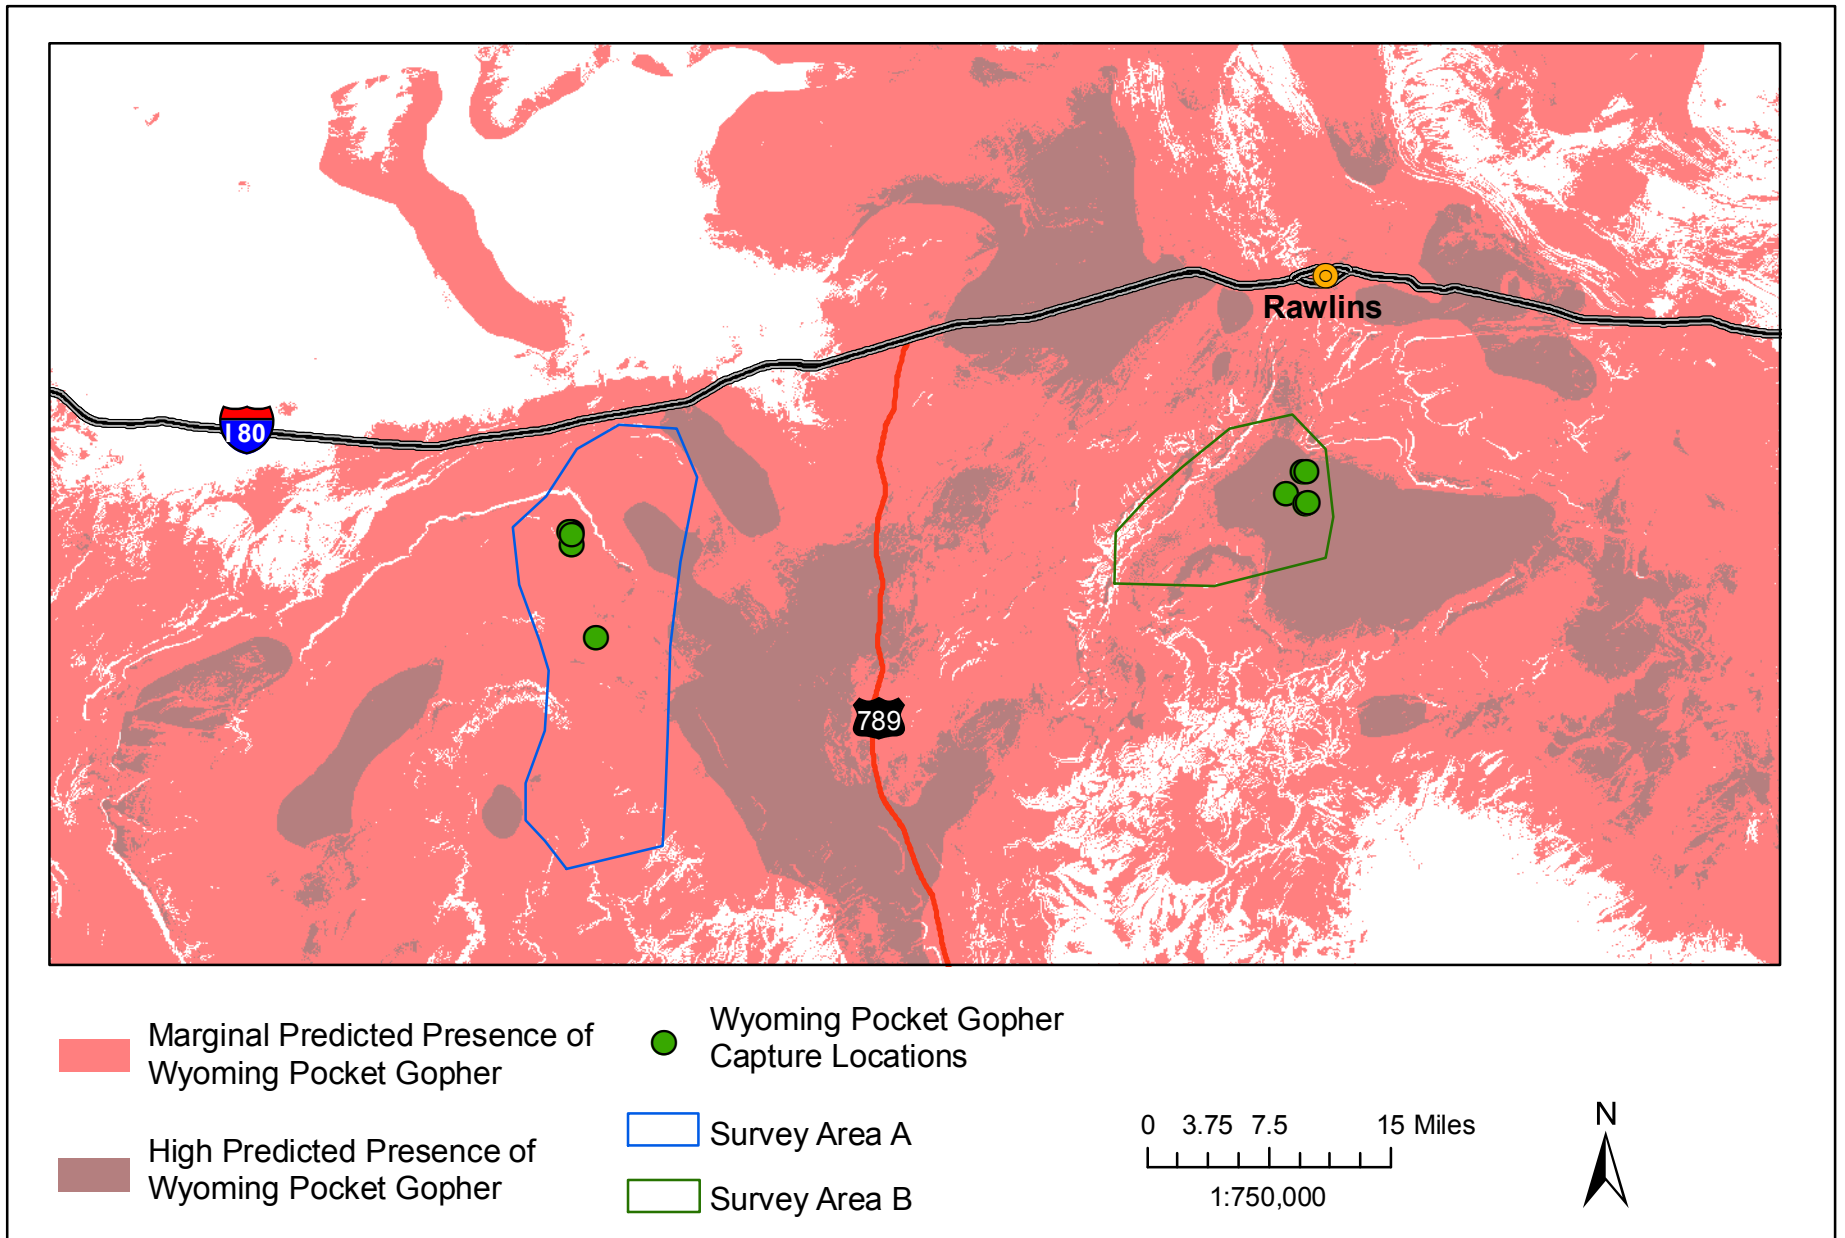 Rawlins
I 80
789
Marginal Predicted Presence of
Wyoming Pocket Gopher
High Predicted Presence of
Wyoming Pocket Gopher
Wyoming Pocket Gopher
Capture Locations
Survey Area A
Survey Area B
0 3.75 7.5 15 Miles
1:750,000
N